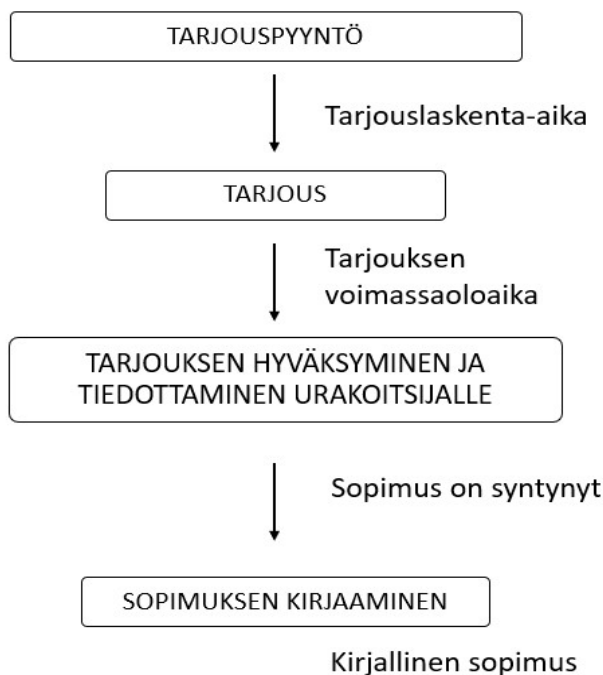 TARJOUSPYYNTÖ
Tarjouslaskenta-aika
TARJOUS
Tarjouksen
voimassaoloaika
TARJOUKSEN HYVÄKSYMINEN JA
TIEDOTTAMINEN URAKOITSIJALLE
Sopimus on syntynyt
SOPIMUKSEN KIRJAAMINEN
Kirjallinen sopimus